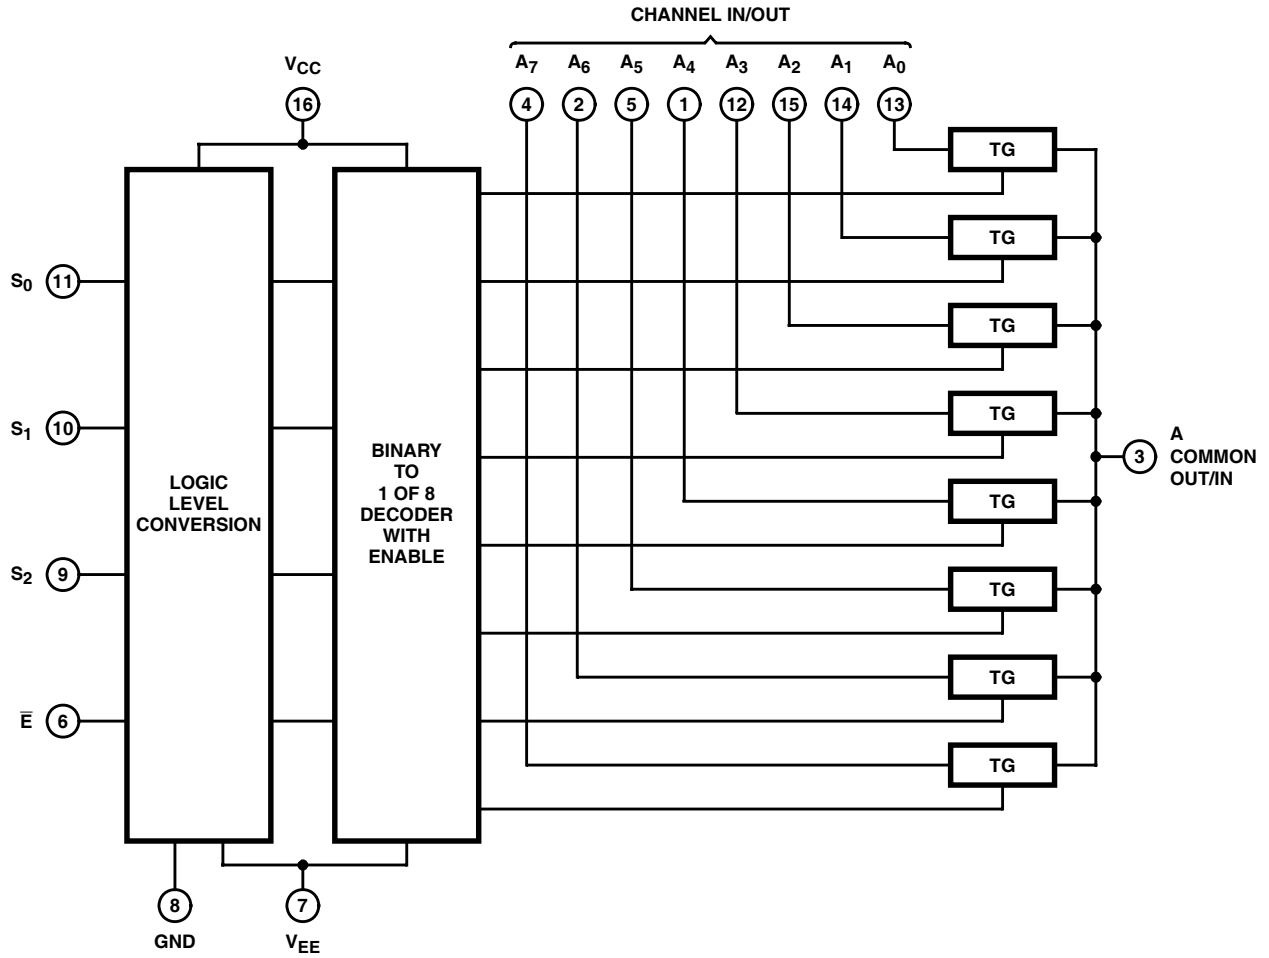 CHANNEL IN/OUT
VCC
A7 A6 A5 A4 A3 A2 A1 A0
16
4 2 5 1 12 15 14 13
TG
TG
S0 11
TG
TG
S1 10
A
COMMON
OUT/IN
3
LOGIC
LEVEL
CONVERSION
BINARY
TO
1 OF 8
DECODER
WITH
ENABLE
TG
S2 9
TG
TG
E̅ 6
TG
8
7
GND
VEE